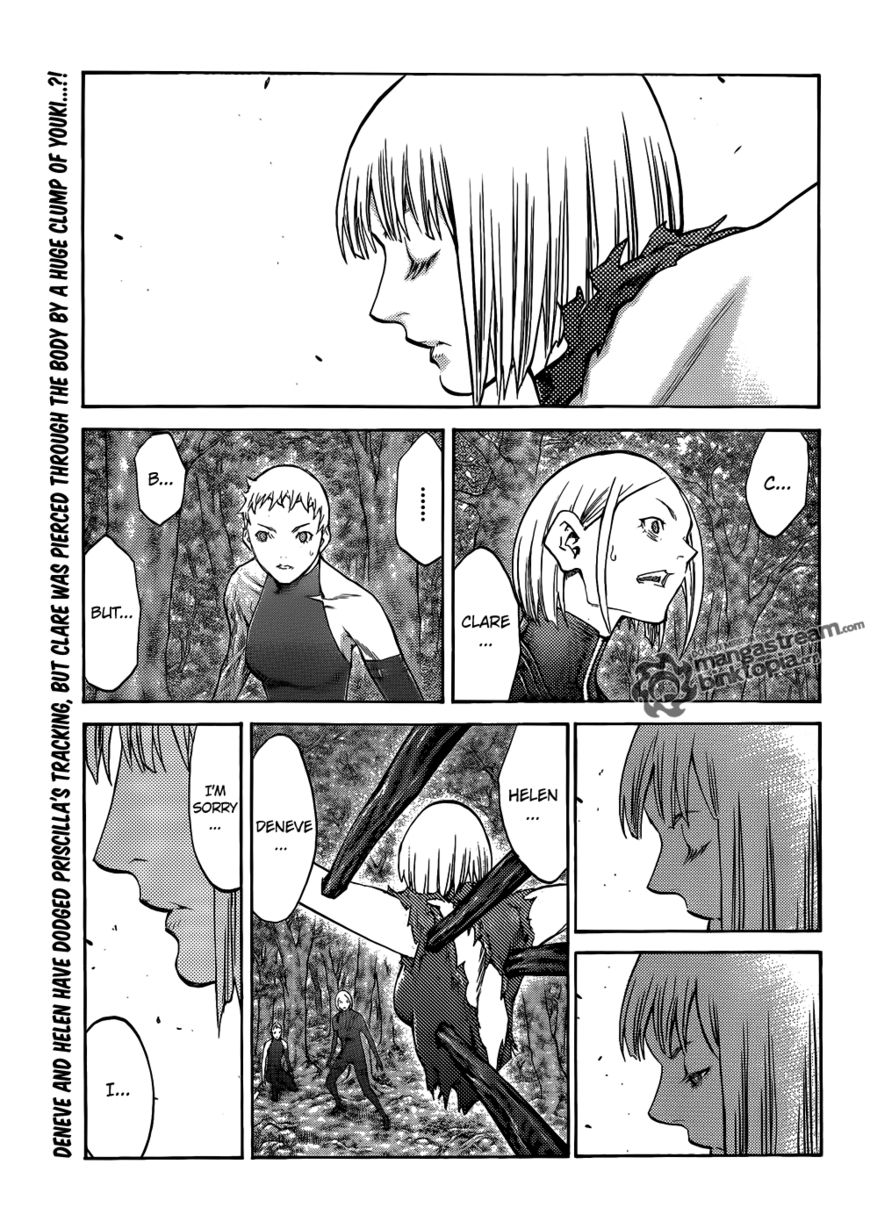 DENEVE AND HELEN HAVE DODGED PRISCILLA'S TRACKING, BUT CLARE WAS PIERCED THROUGH THE BODY BY A HUGE CLUMP OF YOUKI...?!
C...
CLARE
...
.........
B...
BUT...
mangastream.com
binktopia.org
HELEN
...
DENEVE
...
I'M
SORRY
...
I...